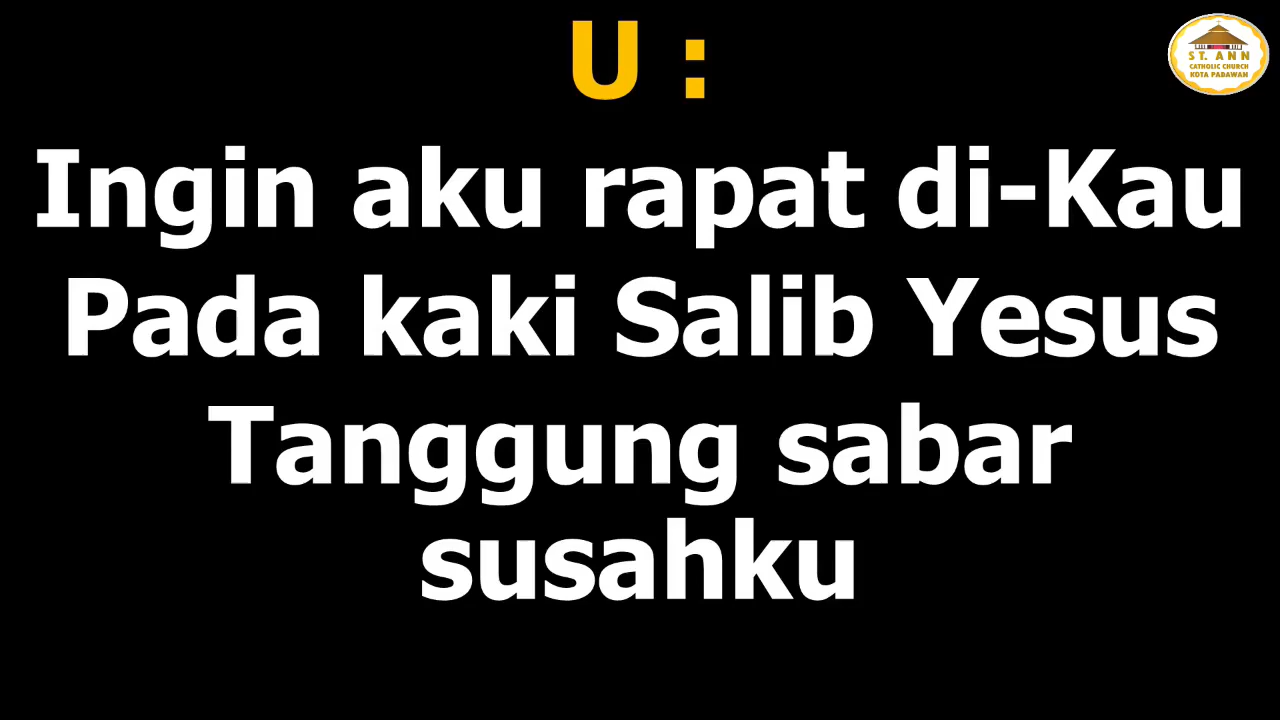 U :
ST. ANN
CATHOLIC CHURCH
KOTA PADAWAN
Ingin aku rapat di-Kau
Pada kaki Salib Yesus
Tanggung sabar
susahku